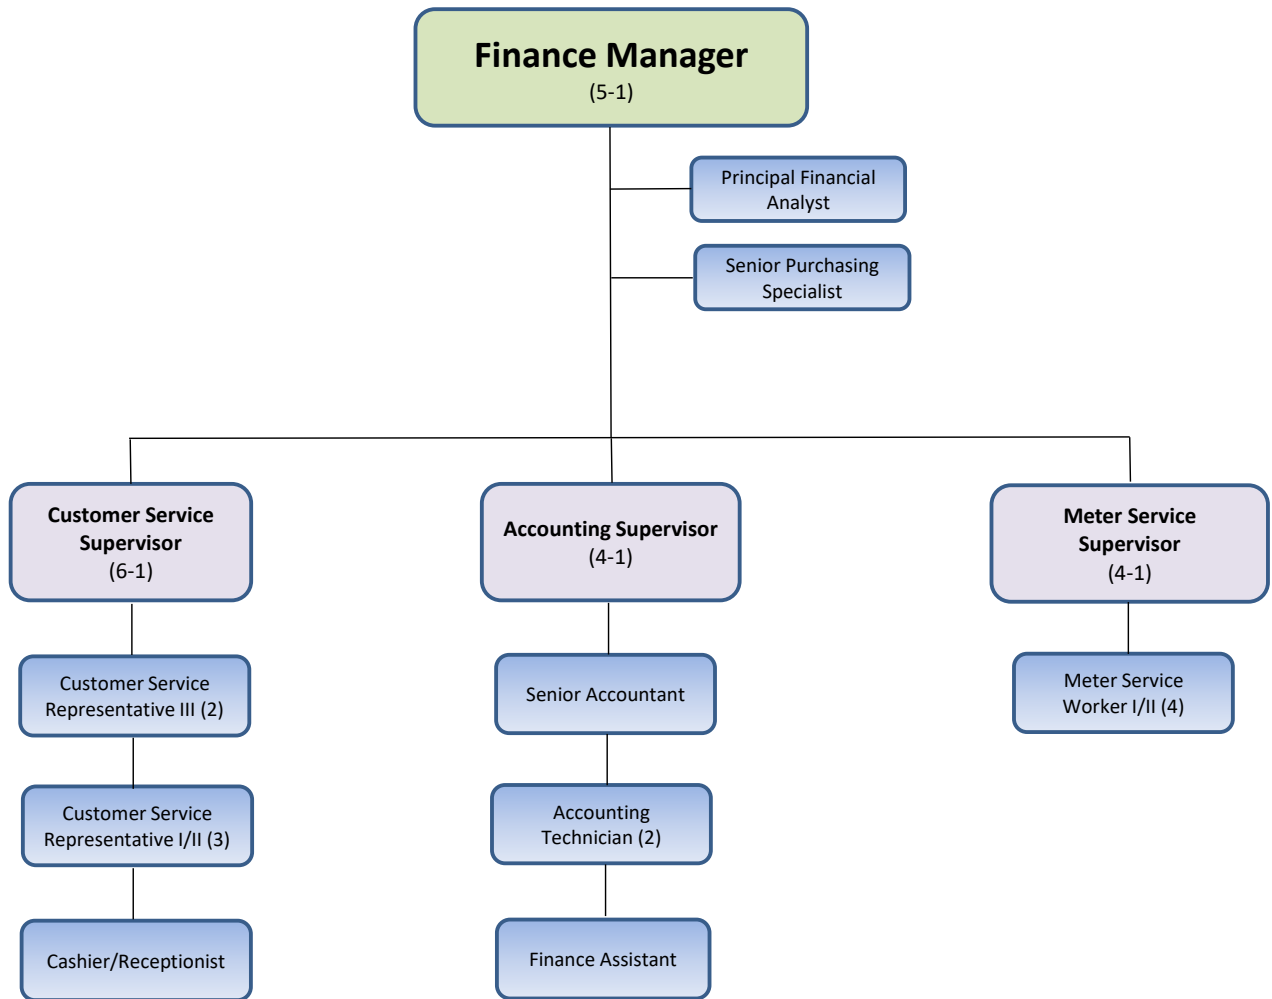 Finance Manager
(5-1)
Principal Financial
Analyst
Senior Purchasing
Specialist
Customer Service
Supervisor
(6-1)
Accounting Supervisor
(4-1)
Meter Service
Supervisor
(4-1)
Customer Service
Representative III (2)
Senior Accountant
Meter Service
Worker I/II (4)
Customer Service
Representative I/II (3)
Accounting
Technician (2)
Cashier/Receptionist
Finance Assistant